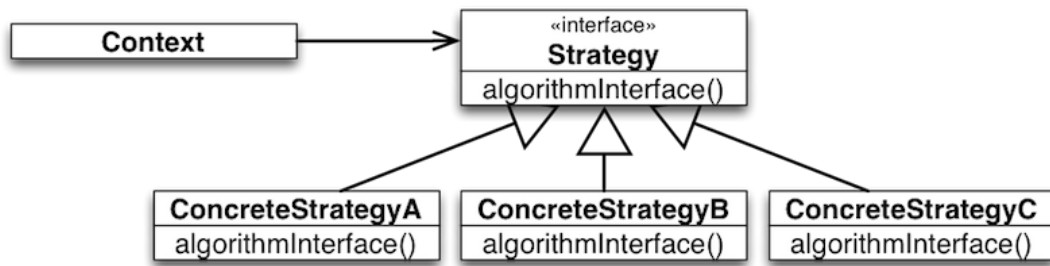 Context
«interface»
Strategy
algorithmInterface()
ConcreteStrategyA
algorithmInterface()
ConcreteStrategyB
algorithmInterface()
ConcreteStrategyC
algorithmInterface()